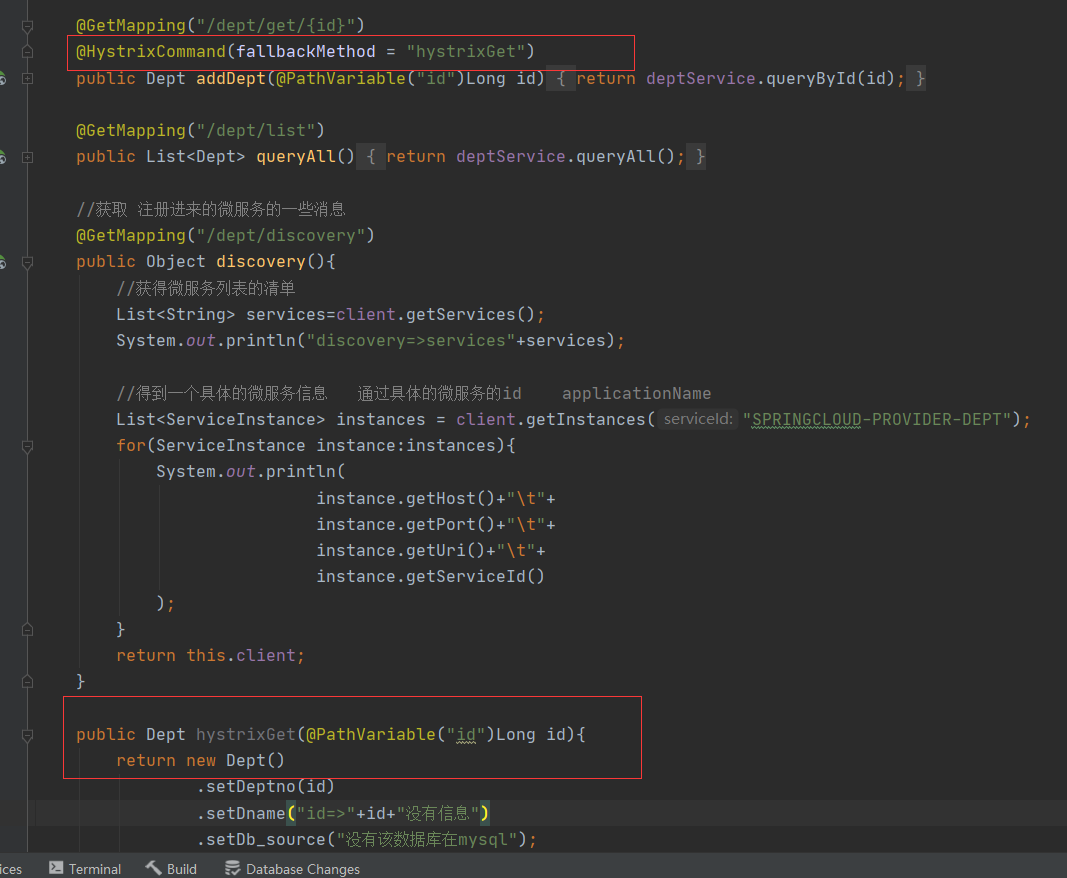 @GetMapping("/dept/get/{id}")
@HystrixCommand(fallbackMethod = "hystrixGet")
public Dept addDept(@PathVariable("id")Long id) { return deptService.queryById(id); }
@GetMapping("/dept/list")
public List<Dept> queryAll() { return deptService.queryAll(); }
//获取 注册进来的微服务的一些消息
@GetMapping("/dept/discovery")
public Object discovery(){
//获得微服务列表的清单
List<String> services=client.getServices();
System.out.println("discovery=>services"+services);
//得到一个具体的微服务信息 通过具体的微服务的id applicationName
List<ServiceInstance> instances = client.getInstances( serviceId: "SPRINGCLOUD-PROVIDER-DEPT");
for(ServiceInstance instance:instances){
System.out.println(
instance.getHost()+"\t"+
instance.getPort()+"\t"+
instance.getUri()+"\t"+
instance.getServiceId()
);
}
return this.client;
}
public Dept hystrixGet(@PathVariable("id")Long id){
return new Dept()
.setDeptno(id)
.setDname("id=>"+id+"没有信息")
.setDb_source("没有该数据库在mysql");
ices Terminal Build Database Changes